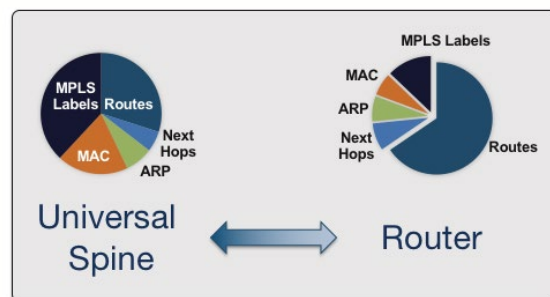 MPLS
Labels
Routes
Next
Hops
ARP
MAC
Universal
Spine
MPLS Labels
MAC
ARP
Next
Hops
Routes
Router